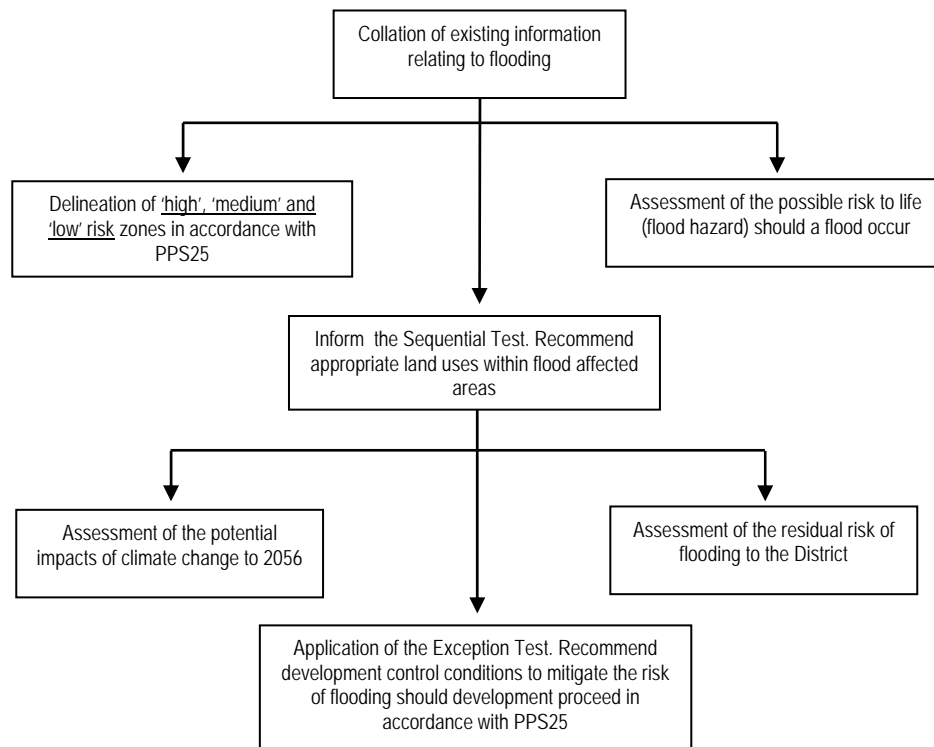 Collation of existing information
relating to flooding
Delineation of ‘high’, ‘medium’ and
‘low’ risk zones in accordance with
PPS25
Assessment of the possible risk to life
(flood hazard) should a flood occur
Inform the Sequential Test. Recommend
appropriate land uses within flood affected
areas
Assessment of the potential
impacts of climate change to 2056
Assessment of the residual risk of
flooding to the District
Application of the Exception Test. Recommend
development control conditions to mitigate the risk
of flooding should development proceed in
accordance with PPS25